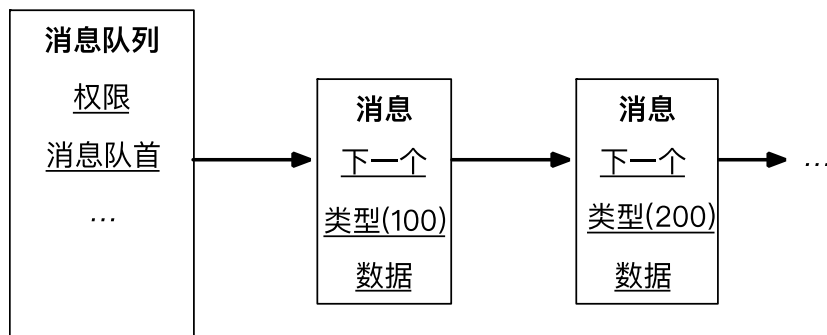 消息队列
权限
消息队首
...
消息
下一个
类型(100)
数据
消息
下一个
类型(200)
数据
...